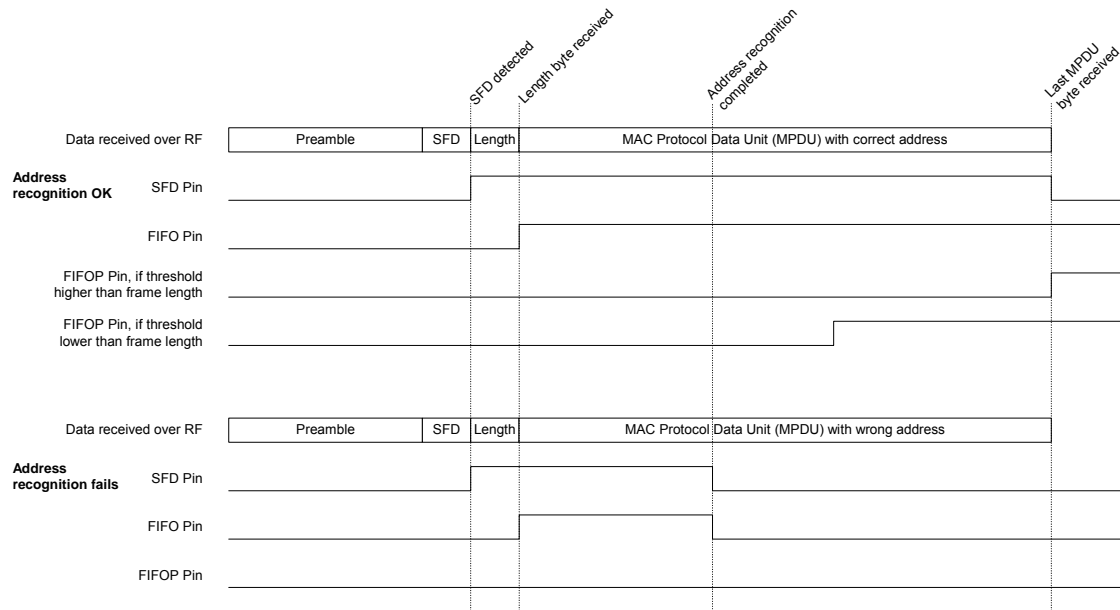 SFD detected
Length byte received
Address recognition
completed
Last MPDU
byte received
Data received over RF Preamble SFD Length MAC Protocol Data Unit (MPDU) with correct address
Address
recognition OK SFD Pin
FIFO Pin
FIFOP Pin, if threshold
higher than frame length
FIFOP Pin, if threshold
lower than frame length
Data received over RF Preamble SFD Length MAC Protocol Data Unit (MPDU) with wrong address
Address
recognition fails SFD Pin
FIFO Pin
FIFOP Pin